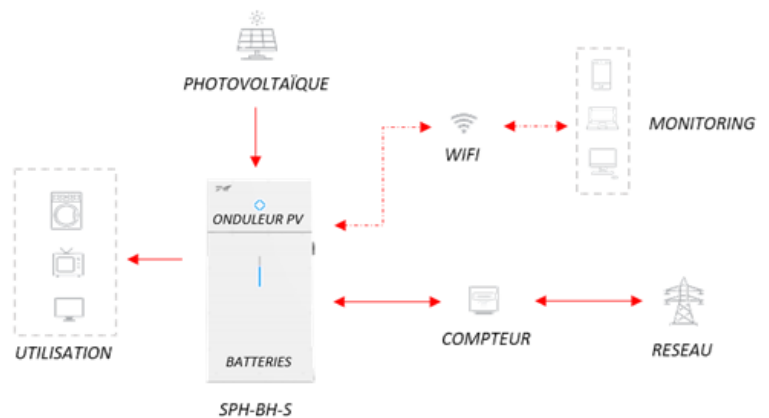 PHOTOVOLTAÏQUE
MONITORING
WIFI
ONDULEUR PV
UTILISATION
BATTERIES
COMPTEUR
RESEAU
SPH-BH-S